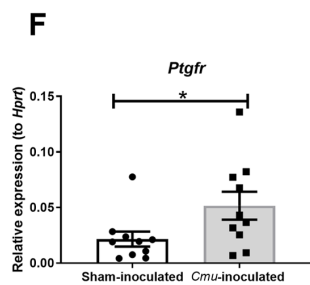 F
Ptgfr
*
Relative expression (to Hprt)
0.15
0.10
0.05
0.00
Sham-inoculated Cmu-inoculated